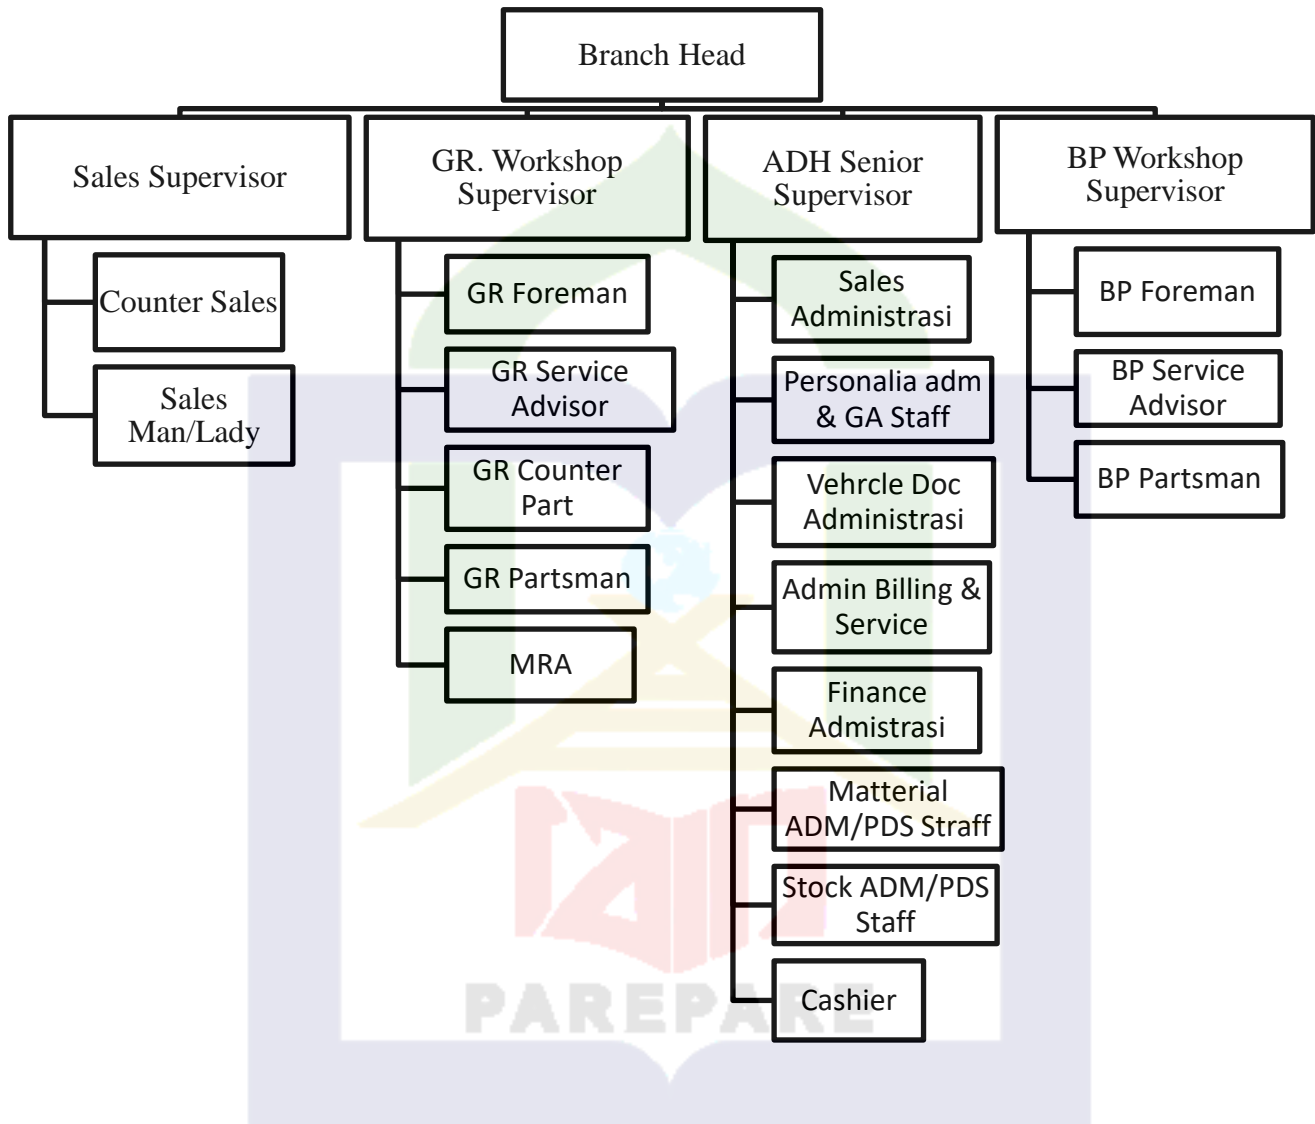 Branch Head
Sales Supervisor
Counter Sales
Sales
Man/Lady
GR. Workshop
Supervisor
GR Foreman
GR Service
Advisor
GR Counter
Part
GR Partsman
MRA
ADH Senior
Supervisor
Sales
Administrasi
Personalia adm
& GA Staff
Vehrcle Doc
Administrasi
Admin Billing &
Service
Finance
Admistrasi
Matterial
ADM/PDS Straff
Stock ADM/PDS
Staff
Cashier
BP Workshop
Supervisor
BP Foreman
BP Service
Advisor
BP Partsman
PAREPARE